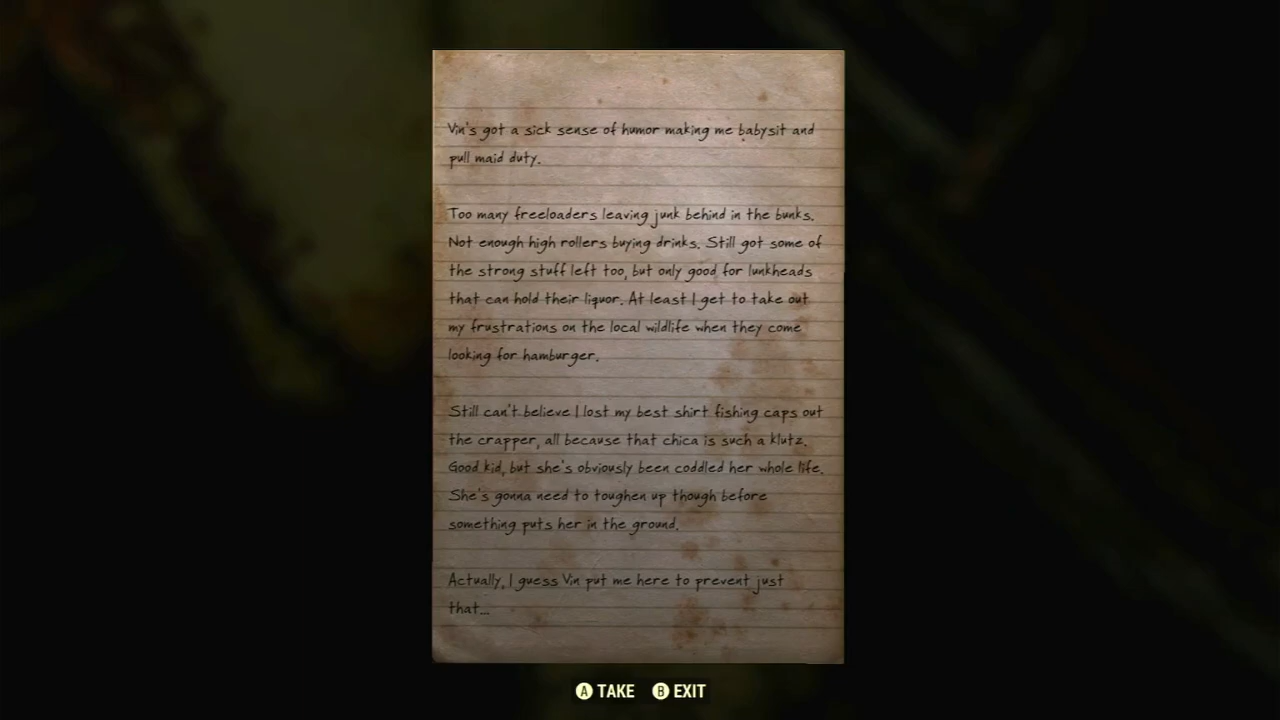 Vin's got a sick sense of humor making me babysit and
pull maid duty.
Too many freeloaders leaving junk behind in the bunks.
Not enough high rollers buying drinks. Still got some of
the strong stuff left too, but only good for lunkheads
that can hold their liquor. At least I get to take out
my frustrations on the local wildlife when they come
looking for hamburger.
Still can't believe I lost my best shirt fishing caps out
the crapper, all because that chica is such a klutz.
Good kid, but she's obviously been coddled her whole life.
She's gonna need to toughen up though before
something puts her in the ground.
Actually, I guess Vin put me here to prevent just
that...
A TAKE B EXIT